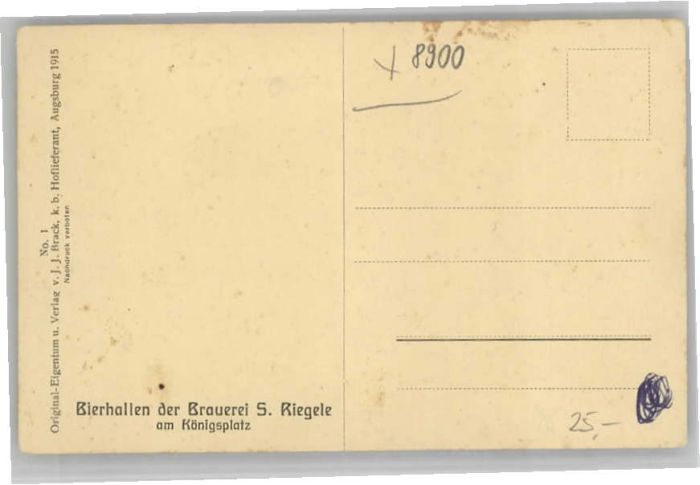 No. 1
Original-Eigentum u. Verlag v. J. J. Brack, k. b. Hoflieferant, Augsburg 1915
Nachdruck verboten
8900
Bierhallen der Brauerei S. Riegele
am Königsplatz
25,-